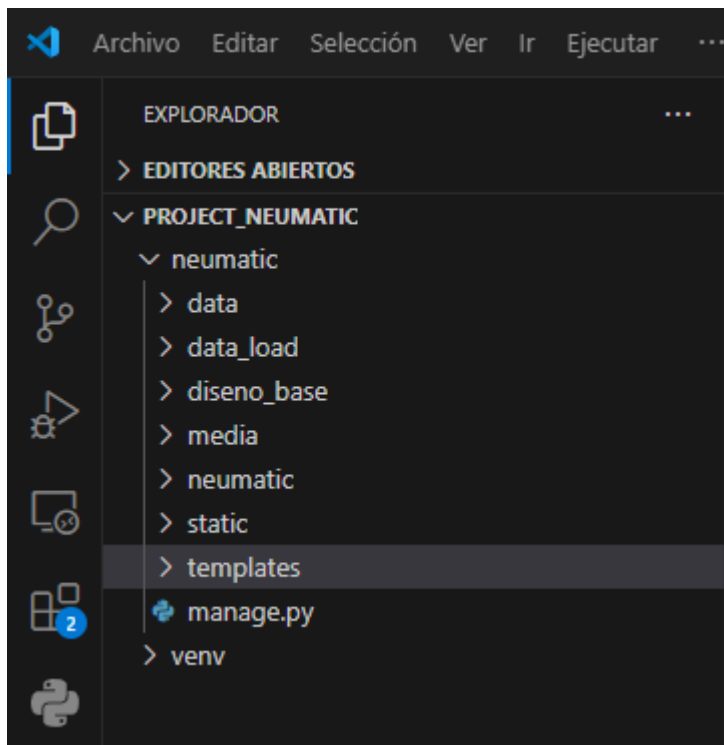 Archivo Editar Selección Ver Ir Ejecutar ...
EXPLORADOR ...
EDITORES ABIERTOS
PROJECT_NEUMATIC
neumatic
data
data_load
diseno_base
media
neumatic
static
templates
manage.py
2
venv